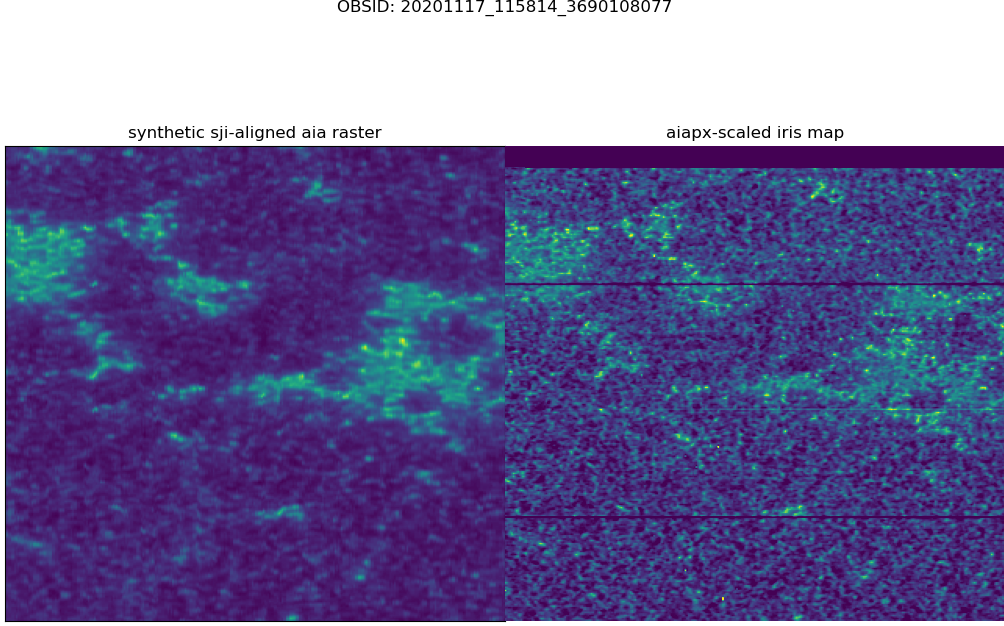 OBSID: 20201117_115814_3690108077
synthetic sji-aligned aia raster
aiapx-scaled iris map